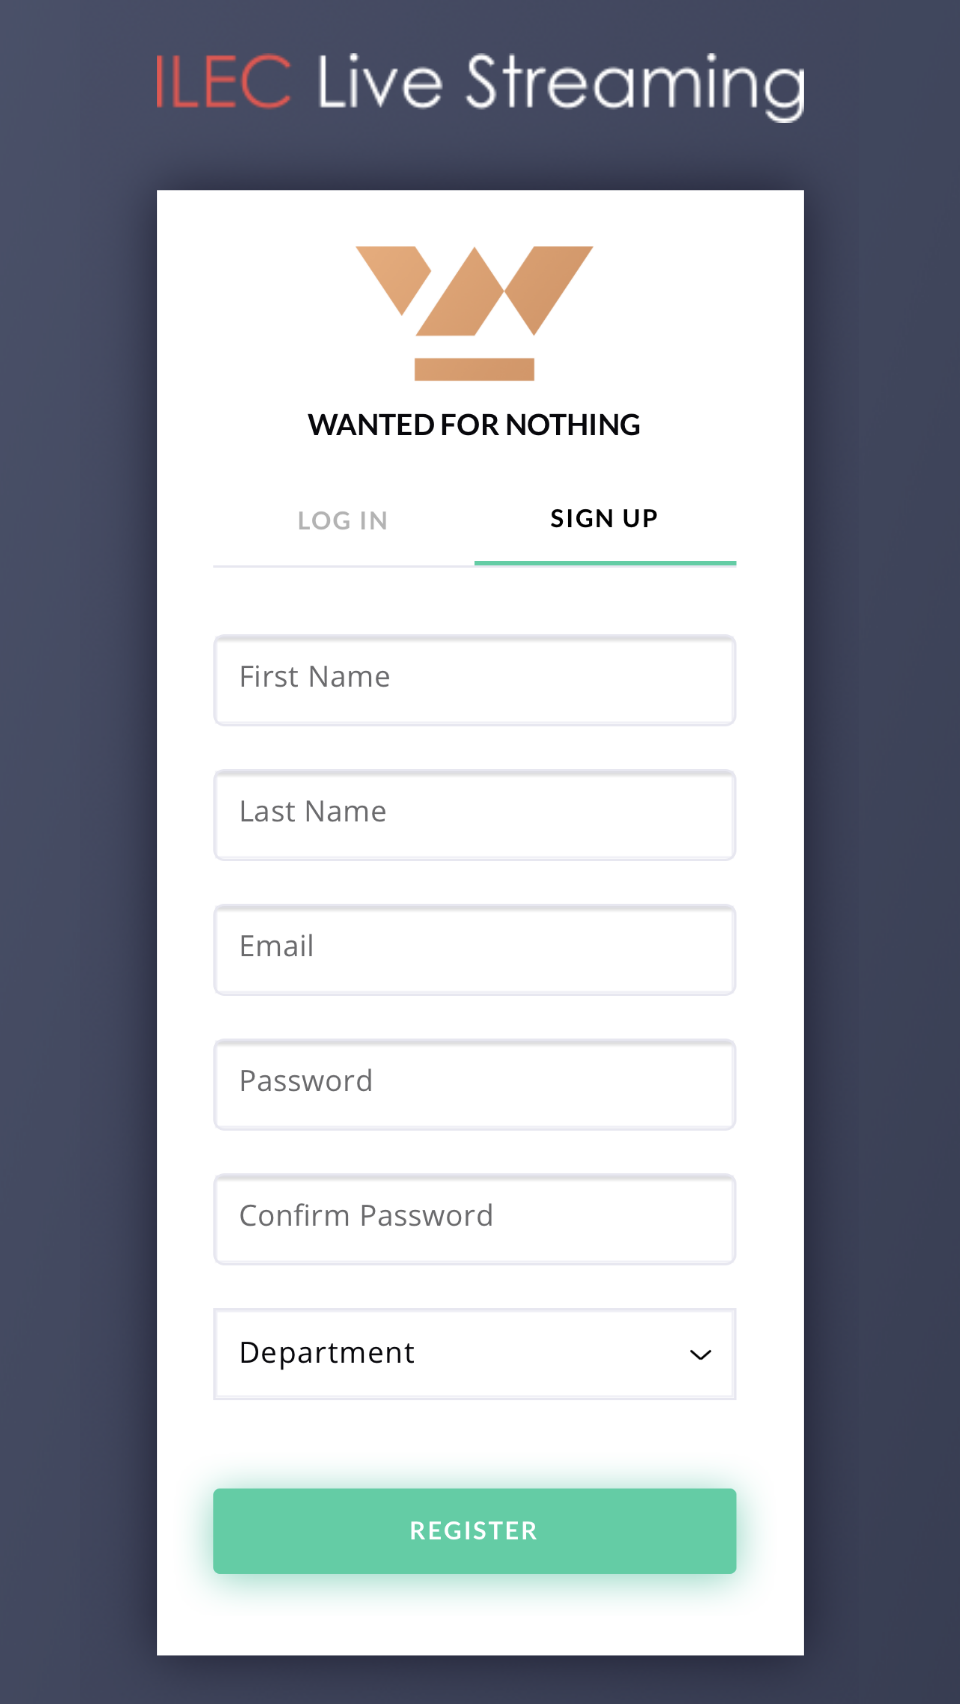 ILEC Live Streaming
WANTED FOR NOTHING
LOG IN
SIGN UP
First Name
Last Name
Email
Password
Confirm Password
Department
REGISTER